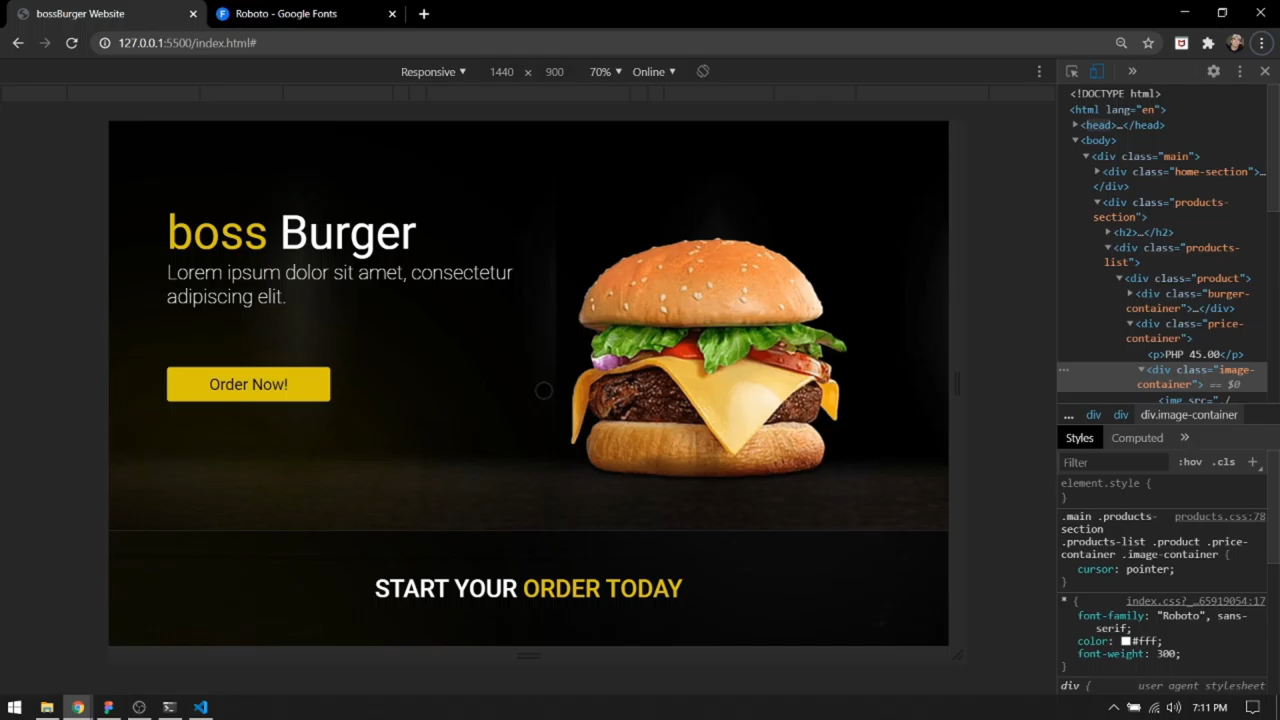 bossBurger Website
Roboto - Google Fonts
127.0.0.1:5500/index.html#
Responsive 1440 × 900 70% Online
boss Burger
Lorem ipsum dolor sit amet, consectetur
adipiscing elit.
Order Now!
START YOUR ORDER TODAY
<!DOCTYPE html>
<html lang="en">
<head>…</head>
<body>
<div class="main">
<div class="home-section">…
</div>
<div class="products-
section">
<h2>…</h2>
<div class="products-
list">
<div class="product">
<div class="burger-
container">…</div>
<div class="price-
container">
<p>PHP 45.00</p>
<div class="image-
container"> == $0
<img src="./
... div div div.image-container
Styles Computed
Filter :hov .cls
element.style {
}
.main .products- products.css:78
section
.products-list .product .price-
container .image-container {
cursor: pointer;
}
* { index.css?_…65919054:17
font-family: "Roboto", sans-
serif;
color: #fff;
font-weight: 300;
}
div { user agent stylesheet
7:11 PM